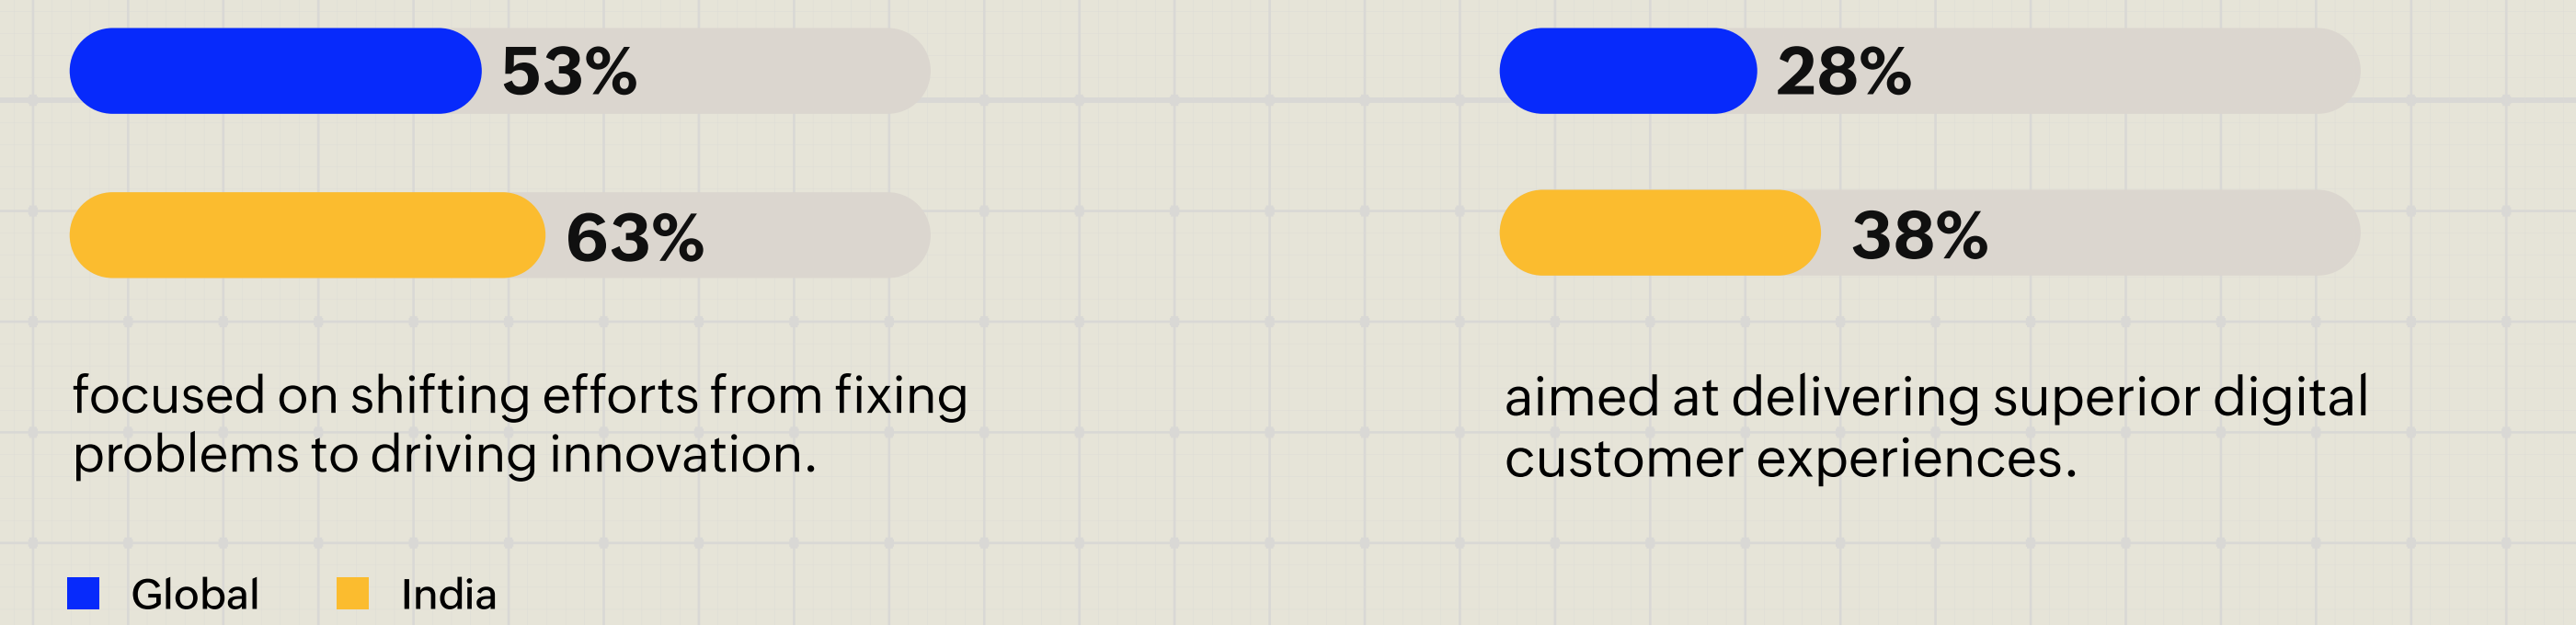 53%
63%
focused on shifting efforts from fixing
problems to driving innovation.
28%
38%
aimed at delivering superior digital
customer experiences.
Global
India